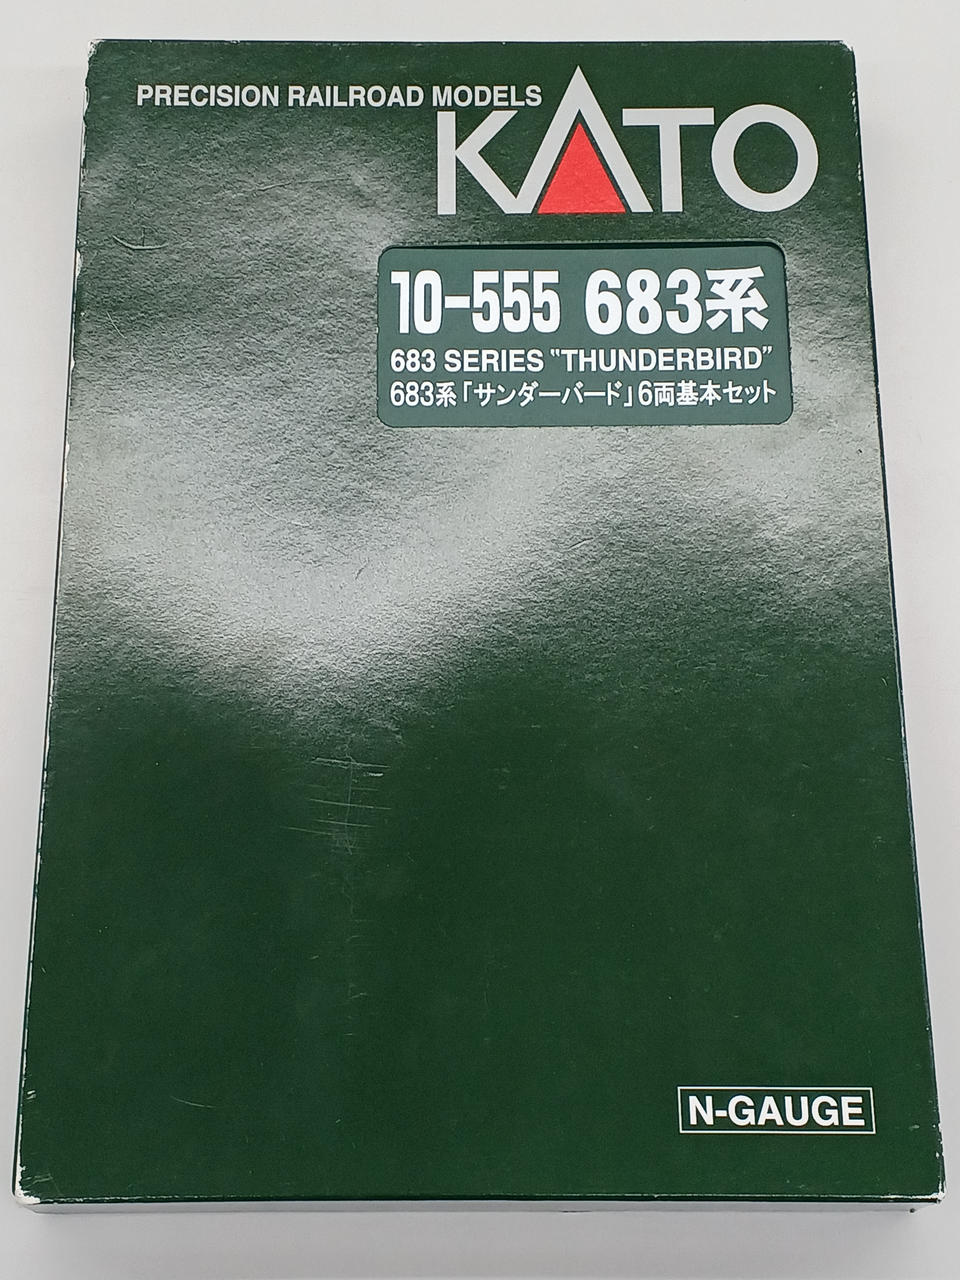 PRECISION RAILROAD MODELS
KATO
10-555 683系
683 SERIES "THUNDERBIRD"
683系「サンダーバード」6両基本セット
N-GAUGE